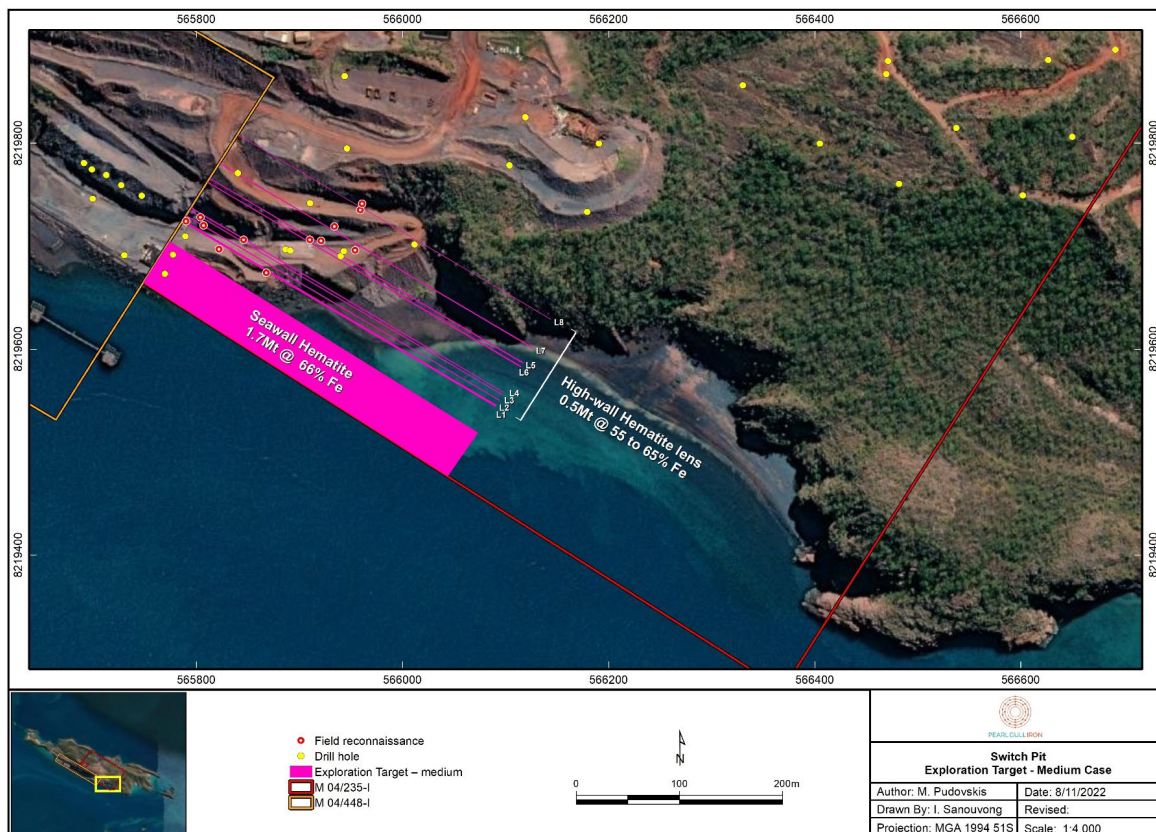 565800 566000 566200 566400 566600
8219800 8219800
8219600 8219600
8219400 8219400
Seawall Hematite
1.7Mt @ 66% Fe
L8
L7
L5
L6
L4
L3
L2
L1
High-wall Hematite lens
0.5Mt @ 55 to 65% Fe
565800 566000 566200 566400 566600
Field reconnaissance
Drill hole
Exploration Target – medium
M 04/235-I
M 04/448-I
N
0 100 200m
PEARL GULL IRON
Switch Pit
Exploration Target - Medium Case
Author: M. Pudovskis Date: 8/11/2022
Drawn By: I. Sanouvong Revised:
Projection: MGA 1994 51S Scale: 1:4 000